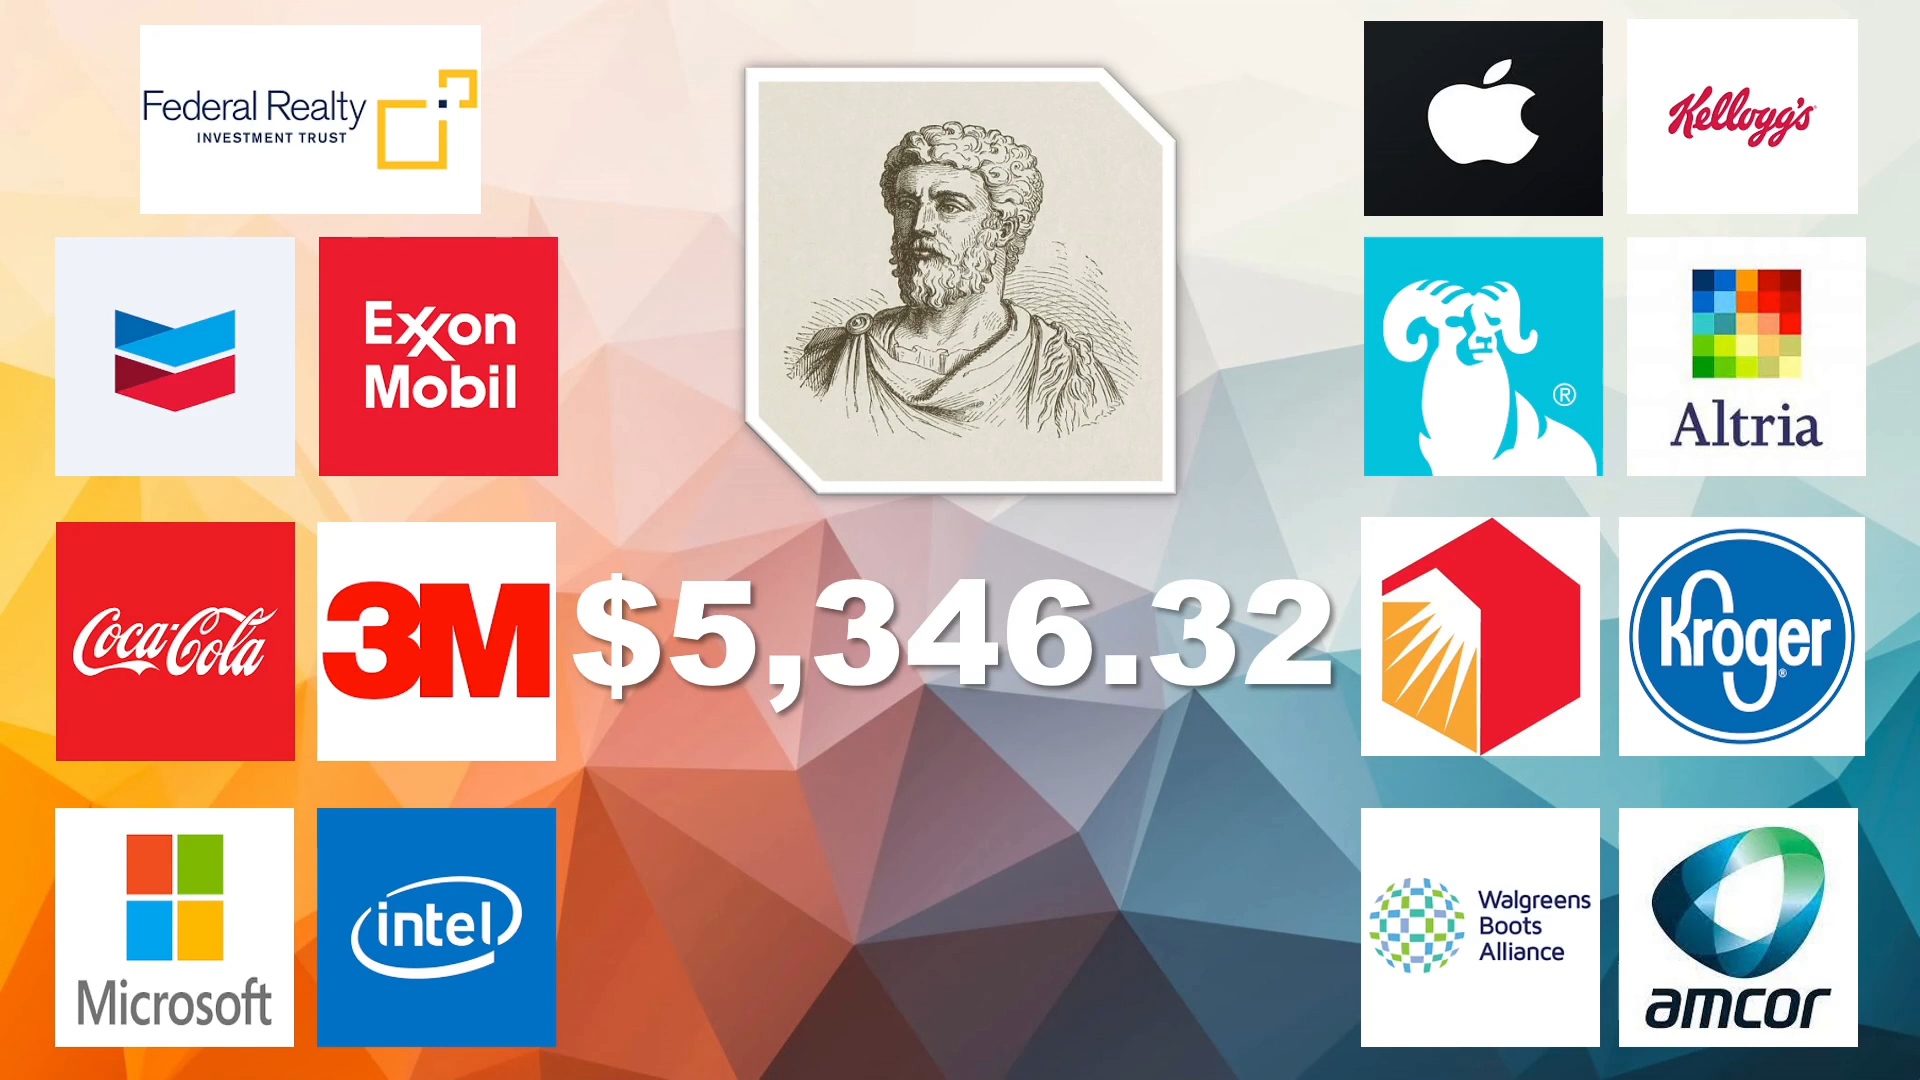 Federal Realty
INVESTMENT TRUST
Kellogg's
Exxon
Mobil
®
Altria
Coca-Cola
3M
$5,346.32
Kroger
®
Microsoft
intel
Walgreens
Boots
Alliance
amcor